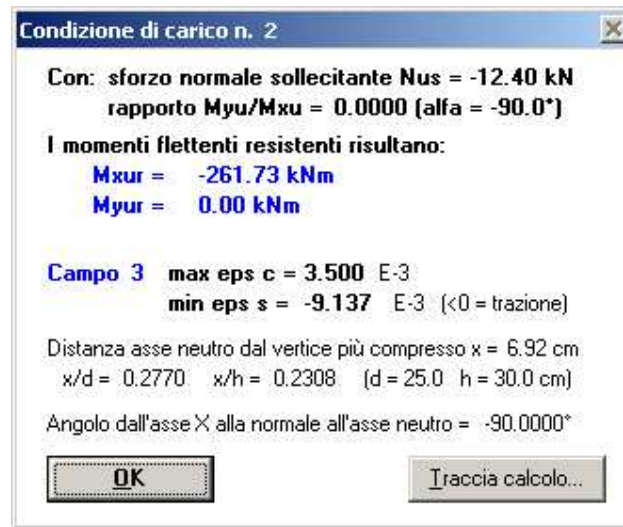 Condizione di carico n. 2
Con: sforzo normale sollecitante Nus = -12.40 kN
rapporto Myu/Mxu = 0.0000 (alfa = -90.0°)
I momenti flettenti resistenti risultano:
Mxur = -261.73 kNm
Myur = 0.00 kNm
Campo 3 max eps c = 3.500 E-3
min eps s = -9.137 E-3 (<0 = trazione)
Distanza asse neutro dal vertice più compresso x = 6.92 cm
x/d = 0.2770 x/h = 0.2308 (d = 25.0 h = 30.0 cm)
Angolo dall'asse X alla normale all'asse neutro = -90.0000°
OK Traccia calcolo...